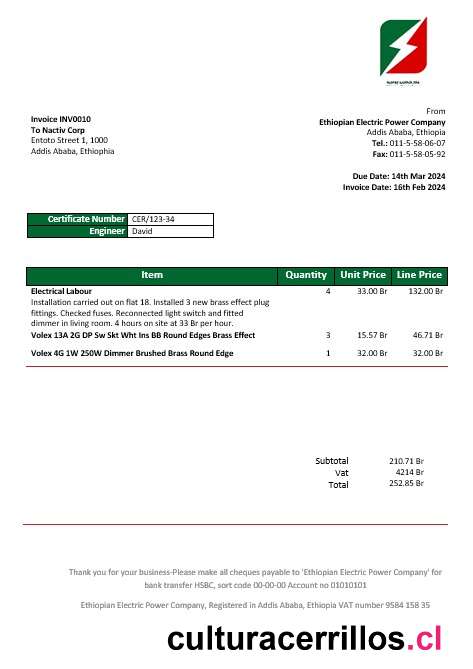 From
Invoice INV0010
Ethiopian Electric Power Company
To Nactiv Corp
Addis Ababa, Ethiopia
Entoto Street 1, 1000
Tel.: 011-5-58-06-07
Addis Ababa, Ethiophia
Fax: 011-5-58-05-92
Due Date: 14th Mar 2024
Invoice Date: 16th Feb 2024
Certificate Number CER/123-34
Engineer David
Item Quantity Unit Price Line Price
Electrical Labour 4 33.00 Br 132.00 Br
Installation carried out on flat 18. Installed 3 new brass effect plug
fittings. Checked fuses. Reconnected light switch and fitted
dimmer in living room. 4 hours on site at 33 Br per hour.
Volex 13A 2G DP Sw Skt Wht Ins BB Round Edges Brass Effect 3 15.57 Br 46.71 Br
Volex 4G 1W 250W Dimmer Brushed Brass Round Edge 1 32.00 Br 32.00 Br
Subtotal 210.71 Br
Vat 4214 Br
Total 252.85 Br
Thank you for your business-Please make all cheques payable to 'Ethiopian Electric Power Company' for
bank transfer HSBC, sort code 00-00-00 Account no 01010101
Ethiopian Electric Power Company, Registered in Addis Ababa, Ethiopia VAT number 9584 158 35
culturacerrillos.cl